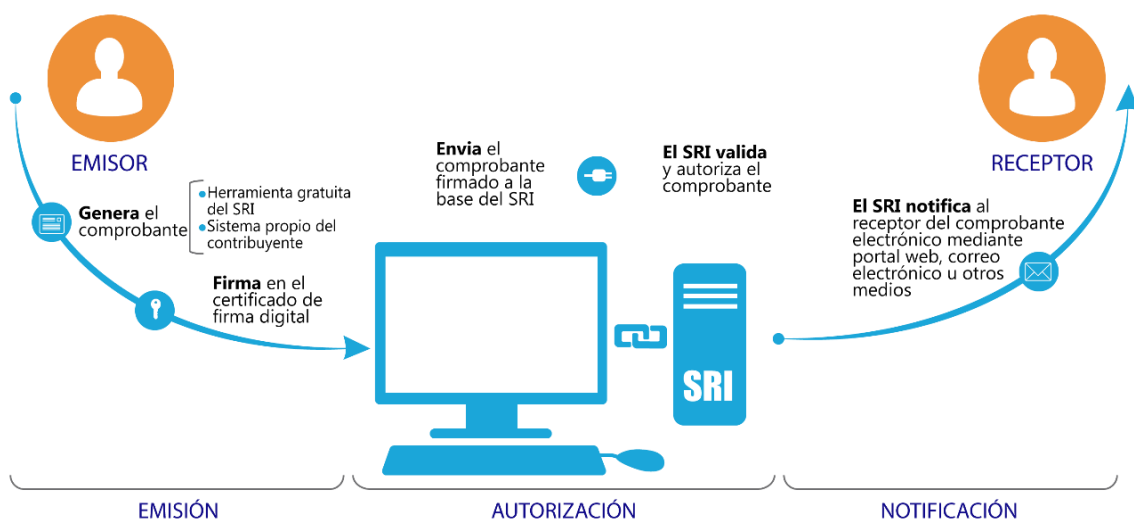 EMISOR
Genera el
comprobante
Herramienta gratuita
del SRI
Sistema propio del
contribuyente
Firma en el
certificado de
firma digital
Envia el
comprobante
firmado a la
base del SRI
El SRI valida
y autoriza el
comprobante
SRI
RECEPTOR
El SRI notifica al
receptor del comprobante
electrónico mediante
portal web, correo
electrónico u otros
medios
EMISIÓN
AUTORIZACIÓN
NOTIFICACIÓN